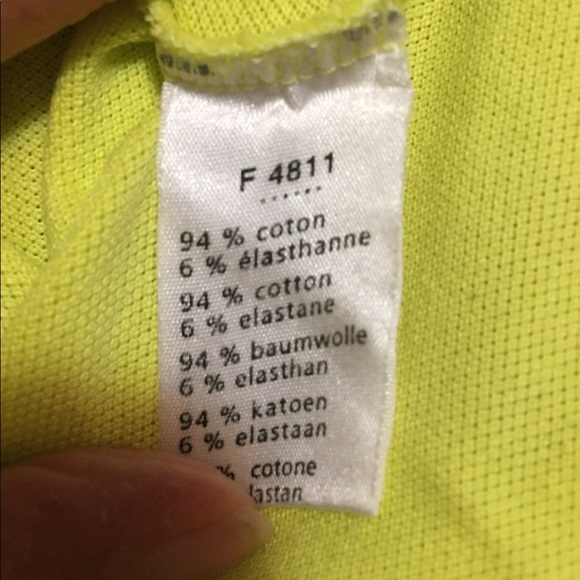 F 4811
94 % coton
6 % élasthanne
94 % cotton
6 % elastane
94 % baumwolle
6 % elasthan
94 % katoen
6 % elastaan
% cotone
lastan